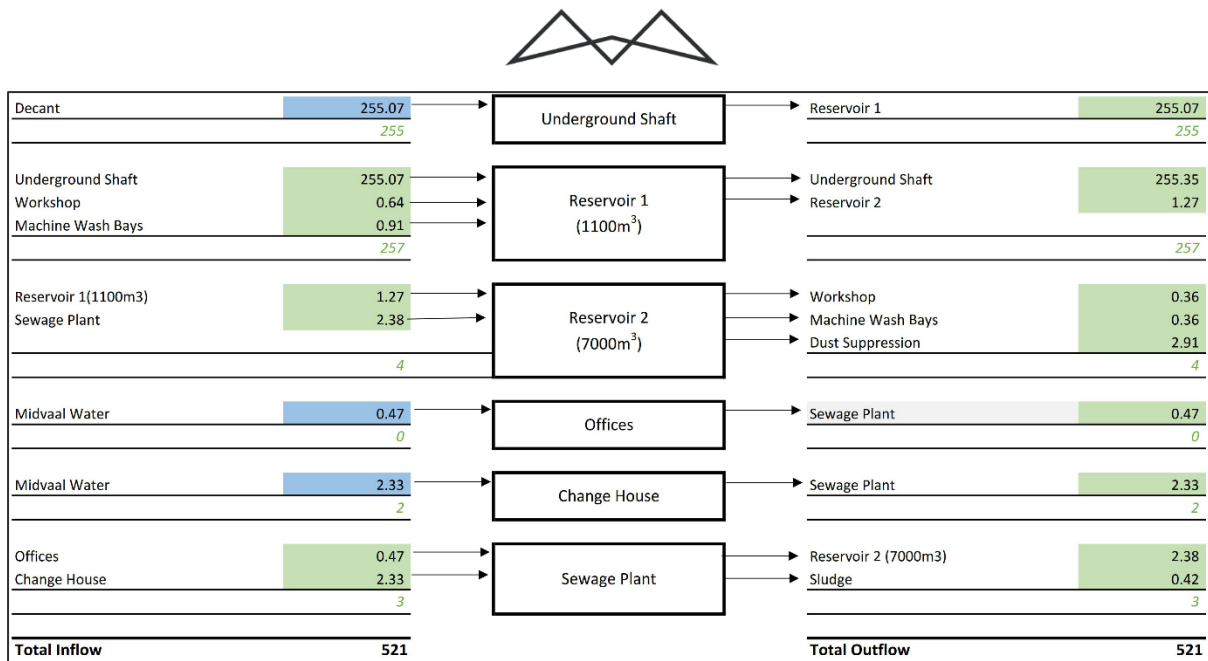 Decant 255.07 Underground Shaft Reservoir 1 255.07
255 255
Underground Shaft 255.07 Underground Shaft 255.35
Workshop 0.64 Reservoir 1 Reservoir 2 1.27
Machine Wash Bays 0.91 (1100m³)
257 257
Reservoir 1(1100m3) 1.27 Workshop 0.36
Sewage Plant 2.38 Reservoir 2 Machine Wash Bays 0.36
(7000m³) Dust Suppression 2.91
4 4
Midvaal Water 0.47 Offices Sewage Plant 0.47
0 0
Midvaal Water 2.33 Change House Sewage Plant 2.33
2 2
Offices 0.47 Reservoir 2 (7000m3) 2.38
Change House 2.33 Sewage Plant Sludge 0.42
3 3
Total Inflow 521 Total Outflow 521